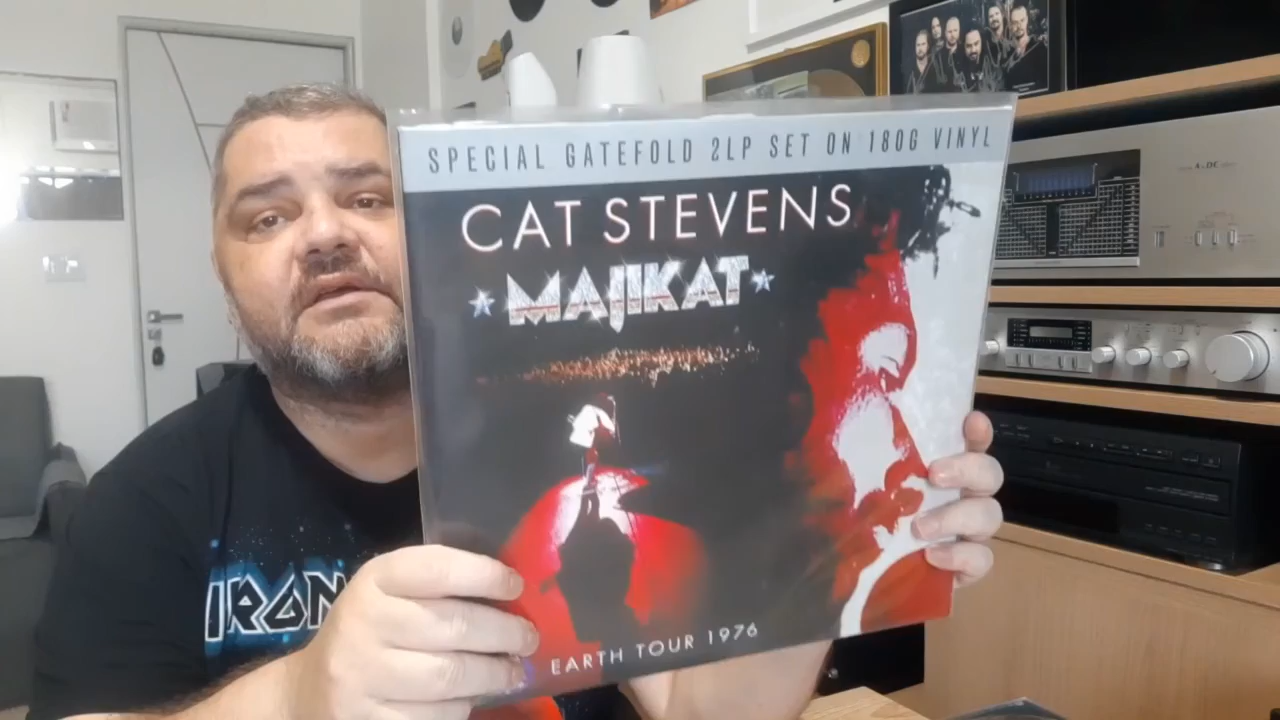 SPECIAL GATEFOLD 2LP SET ON 180G VINYL
CAT STEVENS
MAJIKAT
EARTH TOUR 1976
IRON